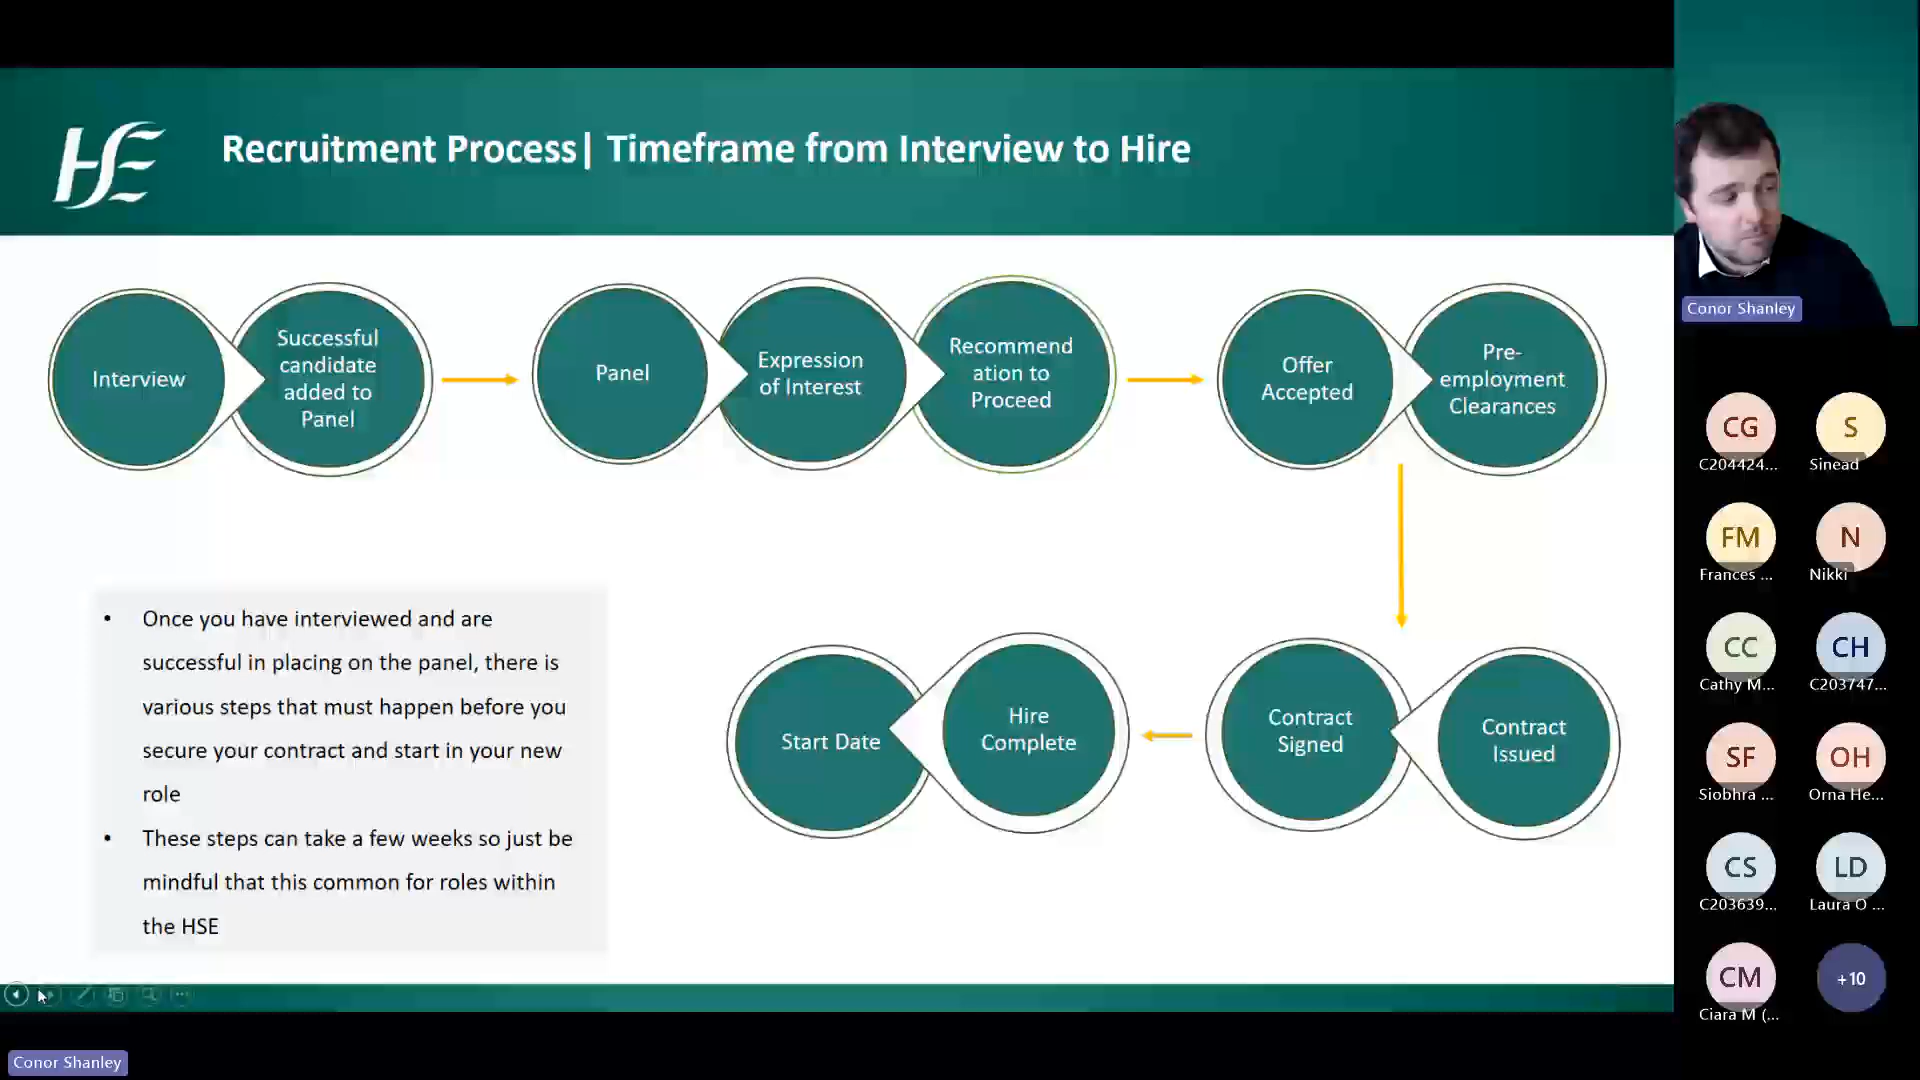 HSE
Recruitment Process| Timeframe from Interview to Hire
Interview
Successful
candidate
added to
Panel
Panel
Expression
of Interest
Recommend
ation to
Proceed
Offer
Accepted
Pre-
employment
Clearances
Start Date
Hire
Complete
Contract
Signed
Contract
Issued
• Once you have interviewed and are
successful in placing on the panel, there is
various steps that must happen before you
secure your contract and start in your new
role
• These steps can take a few weeks so just be
mindful that this common for roles within
the HSE
Conor Shanley
CG
C204424...
S
Sinead
FM
Frances ...
N
Nikki
CC
Cathy M...
CH
C203747...
SF
Siobhra ...
OH
Orna He...
CS
C203639...
LD
Laura O ...
CM
Ciara M (...
+10
Conor Shanley